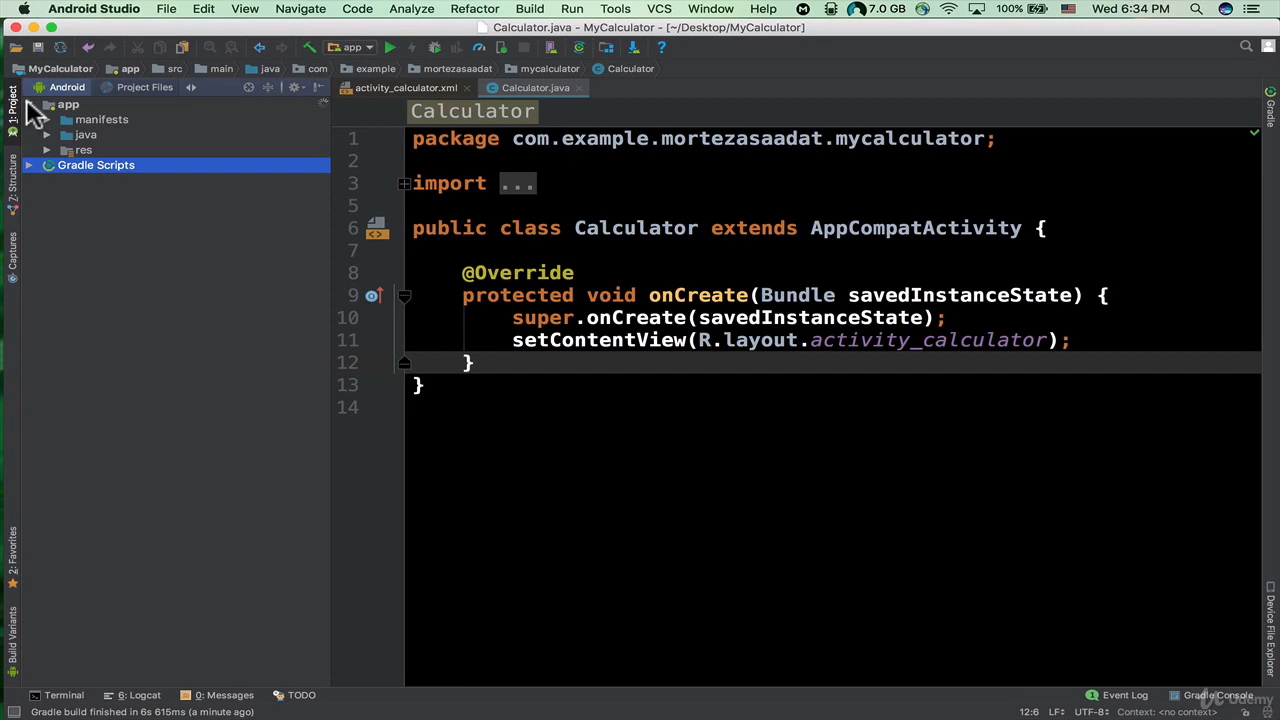 Android Studio File Edit View Navigate Code Analyze Refactor Build Run Tools VCS Window Help 7.0 GB 100% Wed 6:34 PM
Calculator.java - MyCalculator - [~/Desktop/MyCalculator]
app
MyCalculator app src main java com example mortezasaadat mycalculator Calculator
Android Project Files activity_calculator.xml Calculator.java
app
manifests
java
res
Gradle Scripts
1: Project
7: Structure
Captures
2: Favorites
Build Variants
Calculator
1 package com.example.mortezasaadat.mycalculator;
2
3 import ...
5
6 public class Calculator extends AppCompatActivity {
7
8 @Override
9 protected void onCreate(Bundle savedInstanceState) {
10 super.onCreate(savedInstanceState);
11 setContentView(R.layout.activity_calculator);
12 }
13 }
14
Gradle
Device File Explorer
Terminal 6: Logcat 0: Messages TODO Event Log Gradle Console
Gradle build finished in 6s 615ms (a minute ago) 12:6 LF UTF-8 Context: <no context>
Udemy